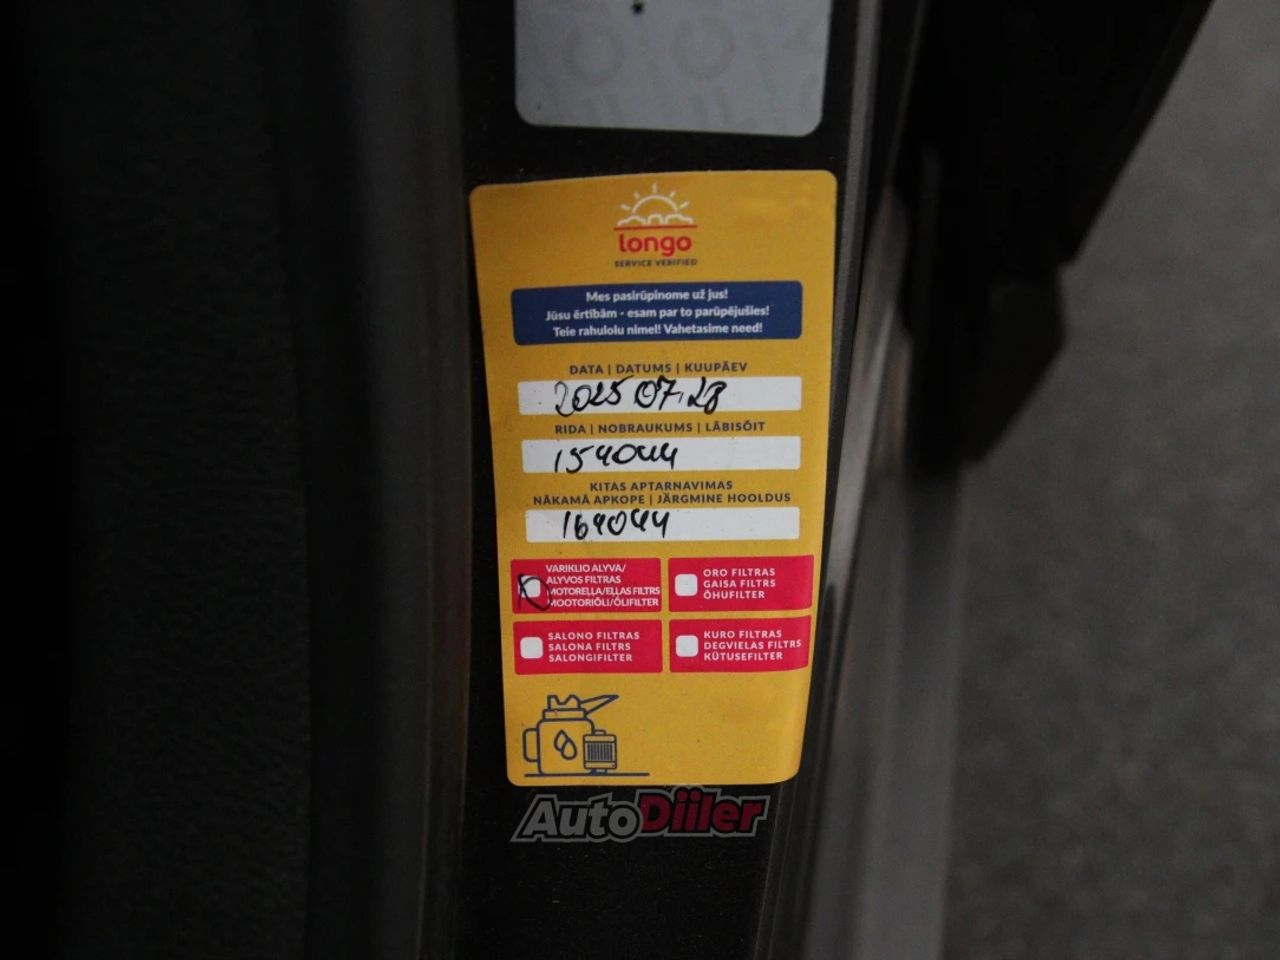 longo
SERVICE VERIFIED
Mes pasirūpinome už jus!
Jūsu ērtībām - esam par to parūpējušies!
Teie rahulolu nimel! Vahetasime need!
DATA | DATUMS | KUUPÄEV
2025 07.28
RIDA | NOBRAUKUMS | LÄBISÕIT
154044
KITAS APTARNAVIMAS
NĀKAMĀ APKOPE | JÄRGMINE HOOLDUS
164044
VARIKLIO ALYVA/
ALYVOS FILTRAS
MOTOREĻĻA/EĻĻAS FILTRS
MOOTORIÕLI/ÕLIFILTER
ORO FILTRAS
GAISA FILTRS
ÕHUFILTER
SALONO FILTRAS
SALONA FILTRS
SALONGIFILTER
KURO FILTRAS
DEGVIELAS FILTRS
KÜTUSEFILTER
AutoDiiler